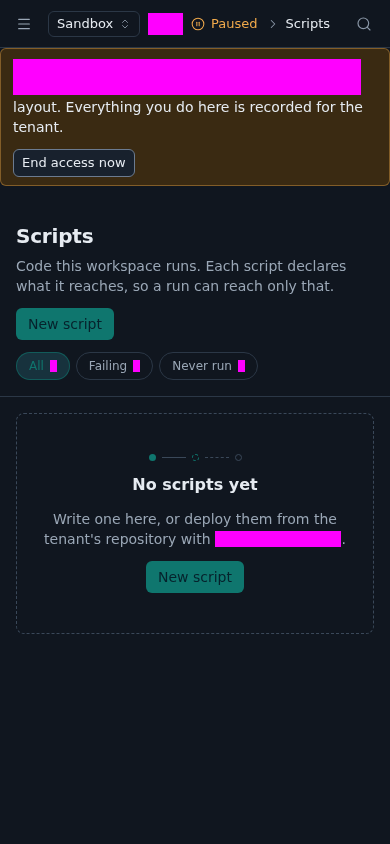 Sandbox Paused Scripts
layout. Everything you do here is recorded for the
tenant.
End access now
Scripts
Code this workspace runs. Each script declares
what it reaches, so a run can reach only that.
New script
All Failing Never run
No scripts yet
Write one here, or deploy them from the
tenant's repository with .
New script